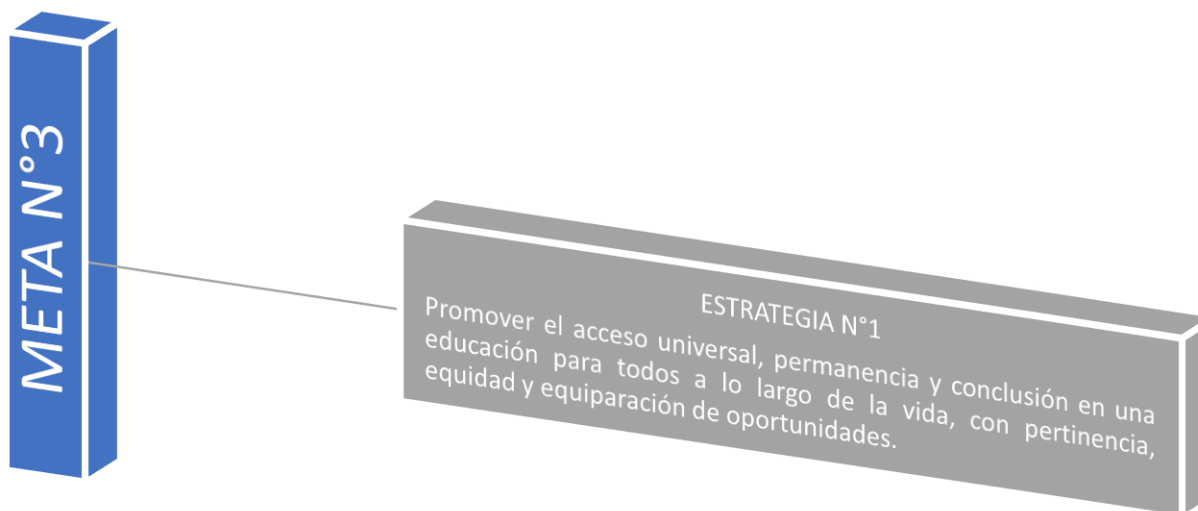 META N°3
ESTRATEGIA N°1
Promover el acceso universal, permanencia y conclusión en una
educación para todos a lo largo de la vida, con pertinencia,
equidad y equiparación de oportunidades.